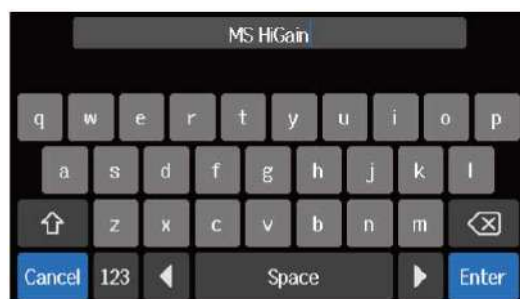 MS HiGain
q w e r t y u i o p
a s d f g h j k l
z x c v b n m
Cancel 123 Space Enter